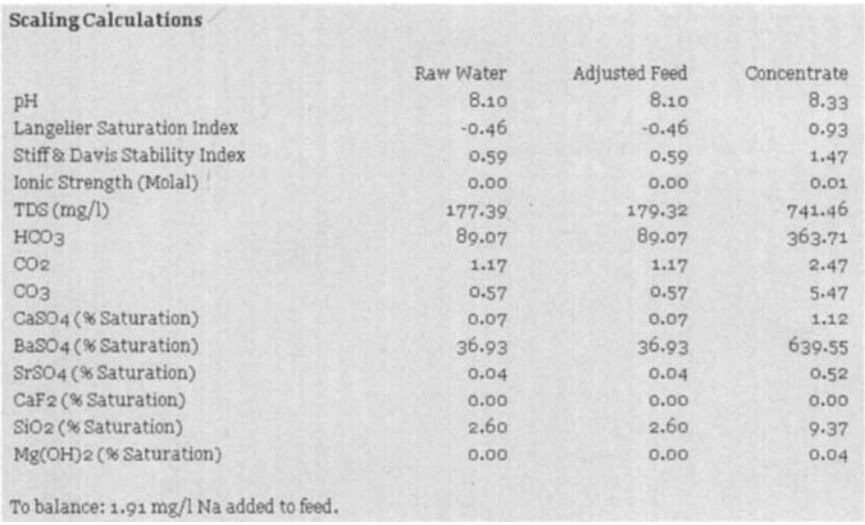 Scaling Calculations
Raw Water Adjusted Feed Concentrate
pH 8.10 8.10 8.33
Langelier Saturation Index -0.46 -0.46 0.93
Stiff & Davis Stability Index 0.59 0.59 1.47
Ionic Strength (Molal) 0.00 0.00 0.01
TDS (mg/l) 177.39 179.32 741.46
HCO3 89.07 89.07 363.71
CO2 1.17 1.17 2.47
CO3 0.57 0.57 5.47
CaSO4 (% Saturation) 0.07 0.07 1.12
BaSO4 (% Saturation) 36.93 36.93 639.55
SrSO4 (% Saturation) 0.04 0.04 0.52
CaF2 (% Saturation) 0.00 0.00 0.00
SiO2 (% Saturation) 2.60 2.60 9.37
Mg(OH)2 (% Saturation) 0.00 0.00 0.04
To balance: 1.91 mg/l Na added to feed.